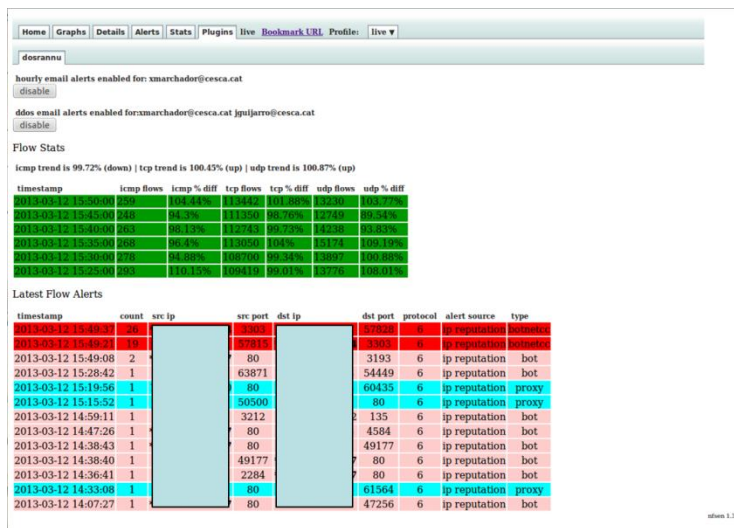 Home Graphs Details Alerts Stats Plugins live Bookmark URL Profile: live ▼
dosrannu
hourly email alerts enabled for: xmarchador@cesca.cat
disable
ddos email alerts enabled for:xmarchador@cesca.cat jguijarro@cesca.cat
disable
Flow Stats
icmp trend is 99.72% (down) | tcp trend is 100.45% (up) | udp trend is 100.87% (up)
timestamp icmp flows icmp % diff tcp flows tcp % diff udp flows udp % diff
2013-03-12 15:50:00 259 104.44% 113442 101.88% 13230 103.77%
2013-03-12 15:45:00 248 94.3% 111350 98.76% 12749 89.54%
2013-03-12 15:40:00 263 98.13% 112743 99.73% 14238 93.83%
2013-03-12 15:35:00 268 96.4% 113050 104% 15174 109.19%
2013-03-12 15:30:00 278 94.88% 108700 99.34% 13897 100.88%
2013-03-12 15:25:00 293 110.15% 109419 99.01% 13776 108.01%
Latest Flow Alerts
timestamp count src ip src port dst ip dst port protocol alert source type
2013-03-12 15:49:37 26 3303 57828 6 ip reputation botnetcc
2013-03-12 15:49:21 19 57815 3303 6 ip reputation botnetcc
2013-03-12 15:49:08 2 80 3193 6 ip reputation bot
2013-03-12 15:28:42 1 63871 54449 6 ip reputation bot
2013-03-12 15:19:56 1 80 60435 6 ip reputation proxy
2013-03-12 15:15:52 1 50500 80 6 ip reputation proxy
2013-03-12 14:59:11 1 3212 135 6 ip reputation bot
2013-03-12 14:47:26 1 80 4584 6 ip reputation bot
2013-03-12 14:38:43 1 80 49177 6 ip reputation bot
2013-03-12 14:38:40 1 49177 80 6 ip reputation bot
2013-03-12 14:36:41 1 2284 80 6 ip reputation bot
2013-03-12 14:33:08 1 80 61564 6 ip reputation proxy
2013-03-12 14:07:27 1 80 47256 6 ip reputation bot